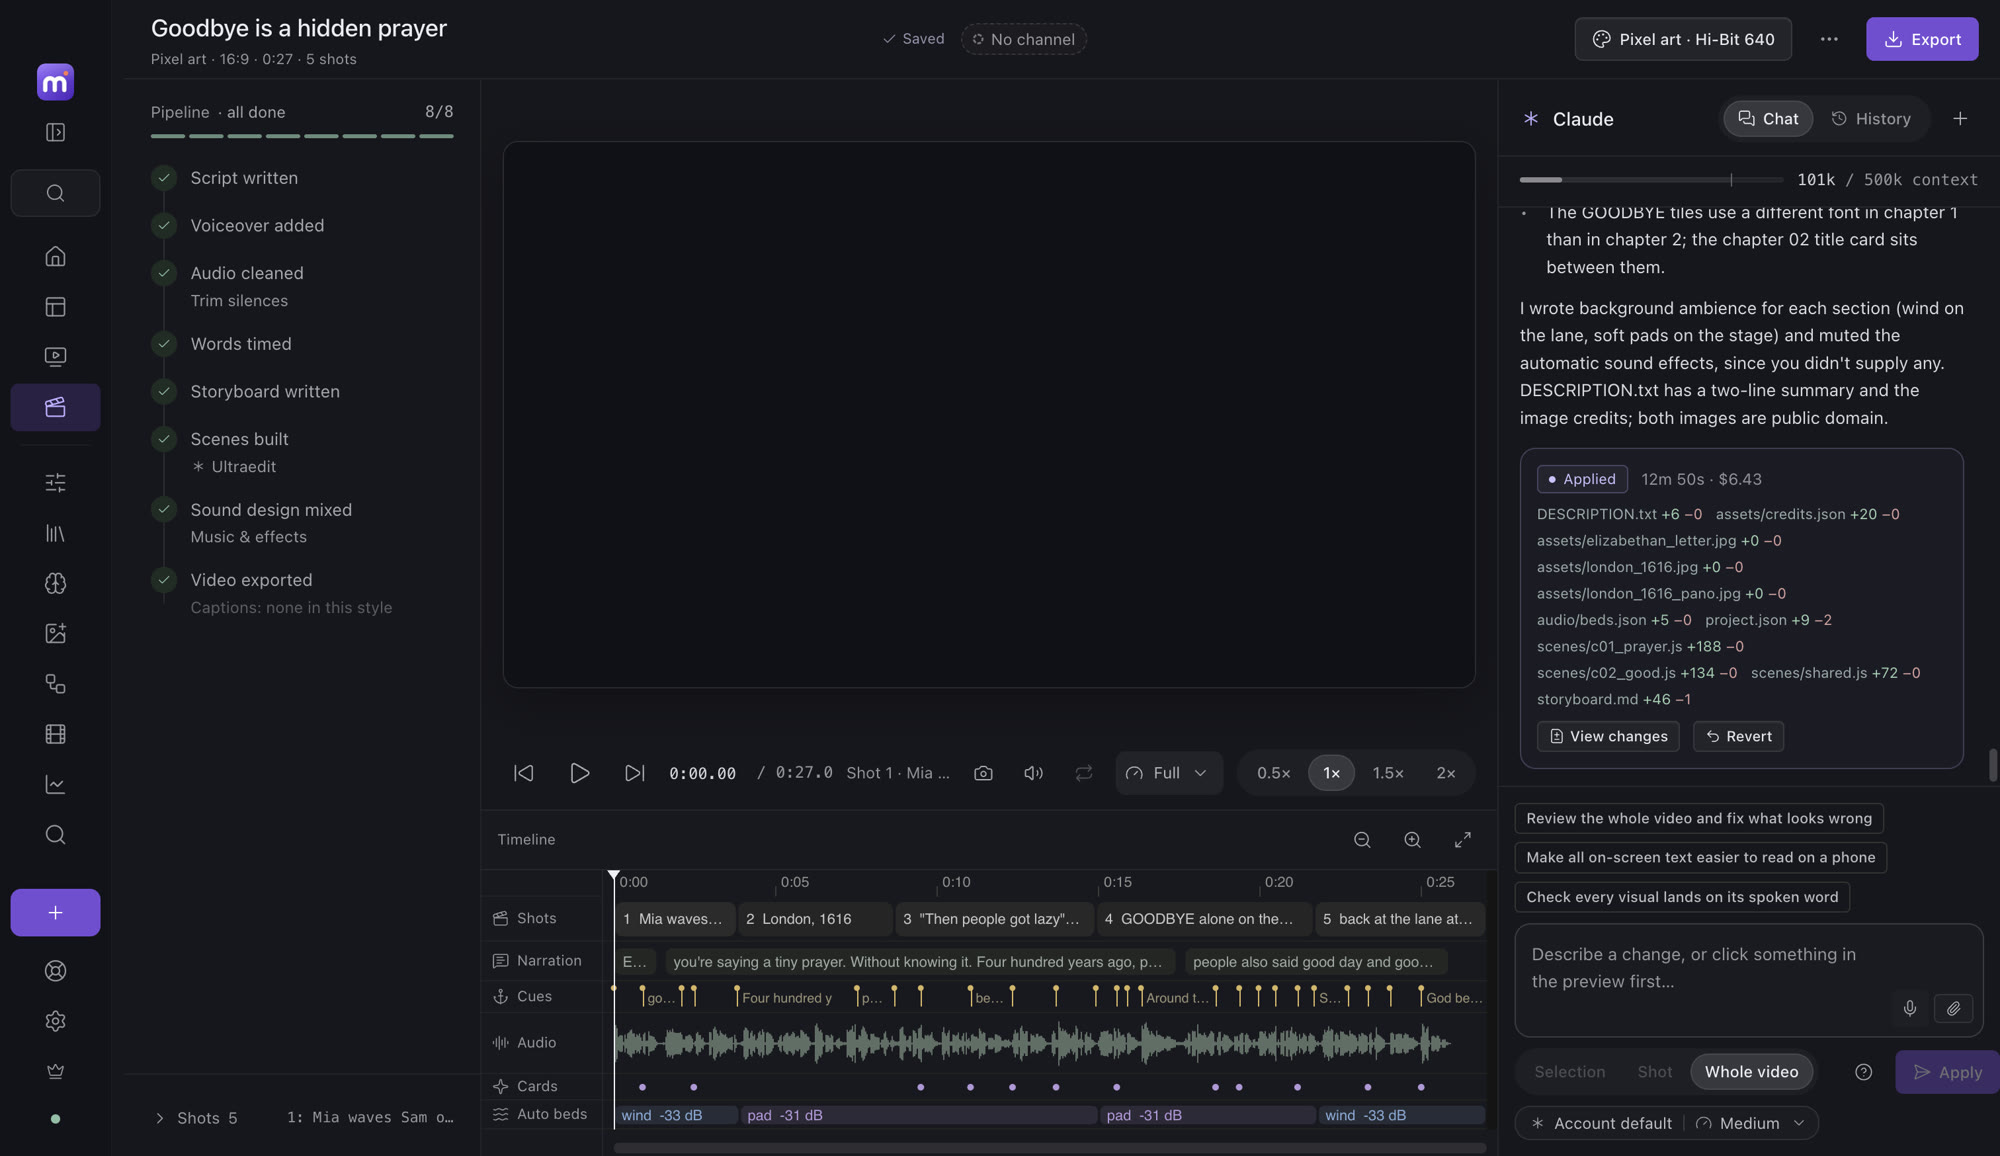 Goodbye is a hidden prayer
Pixel art · 16:9 · 0:27 · 5 shots
Saved
No channel
Pixel art · Hi-Bit 640
Export
m
Pipeline · all done 8/8
Script written
Voiceover added
Audio cleaned
Trim silences
Words timed
Storyboard written
Scenes built
Ultraedit
Sound design mixed
Music & effects
Video exported
Captions: none in this style
Shots 5 1: Mia waves Sam o…
0:00.00 / 0:27.0 Shot 1 · Mia ...
Full
0.5× 1× 1.5× 2×
Timeline
0:00 0:05 0:10 0:15 0:20 0:25
Shots
1 Mia waves…
2 London, 1616
3 "Then people got lazy"…
4 GOODBYE alone on the…
5 back at the lane at…
Narration
E…
you're saying a tiny prayer. Without knowing it. Four hundred years ago, p…
people also said good day and goo…
Cues
go… Four hundred y p… be… Around t… S… God be…
Audio
Cards
Auto beds
wind -33 dB
pad -31 dB
pad -31 dB
wind -33 dB
Claude
Chat
History
101k / 500k context
• The GOODBYE tiles use a different font in chapter 1
than in chapter 2; the chapter 02 title card sits
between them.
I wrote background ambience for each section (wind on
the lane, soft pads on the stage) and muted the
automatic sound effects, since you didn't supply any.
DESCRIPTION.txt has a two-line summary and the
image credits; both images are public domain.
Applied 12m 50s · $6.43
DESCRIPTION.txt +6 −0 assets/credits.json +20 −0
assets/elizabethan_letter.jpg +0 −0
assets/london_1616.jpg +0 −0
assets/london_1616_pano.jpg +0 −0
audio/beds.json +5 −0 project.json +9 −2
scenes/c01_prayer.js +188 −0
scenes/c02_good.js +134 −0 scenes/shared.js +72 −0
storyboard.md +46 −1
View changes
Revert
Review the whole video and fix what looks wrong
Make all on-screen text easier to read on a phone
Check every visual lands on its spoken word
Describe a change, or click something in
the preview first...
Selection Shot Whole video
Apply
Account default
Medium